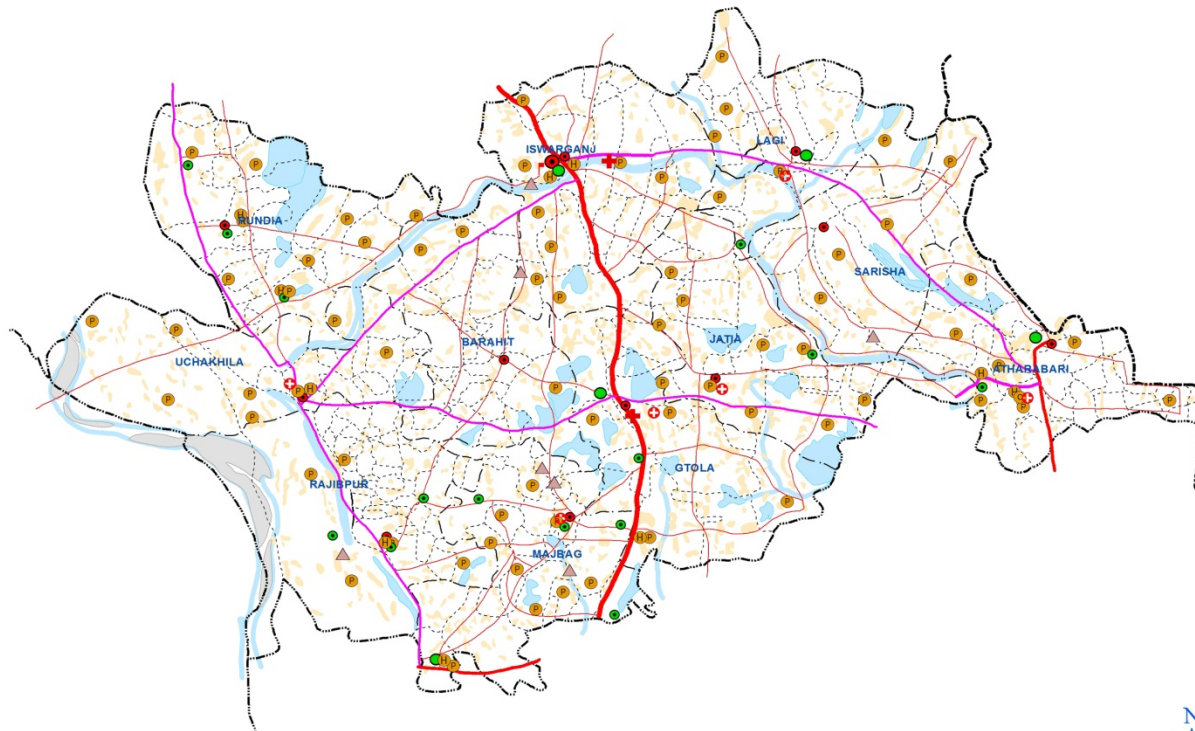 ISWARGANJ
LAGI
RUNDIA
SARISHA
UCHAKHILA
BARAHIT
JATIA
ATHARABARI
RAJIBPUR
GTOLA
MAJBAG
N